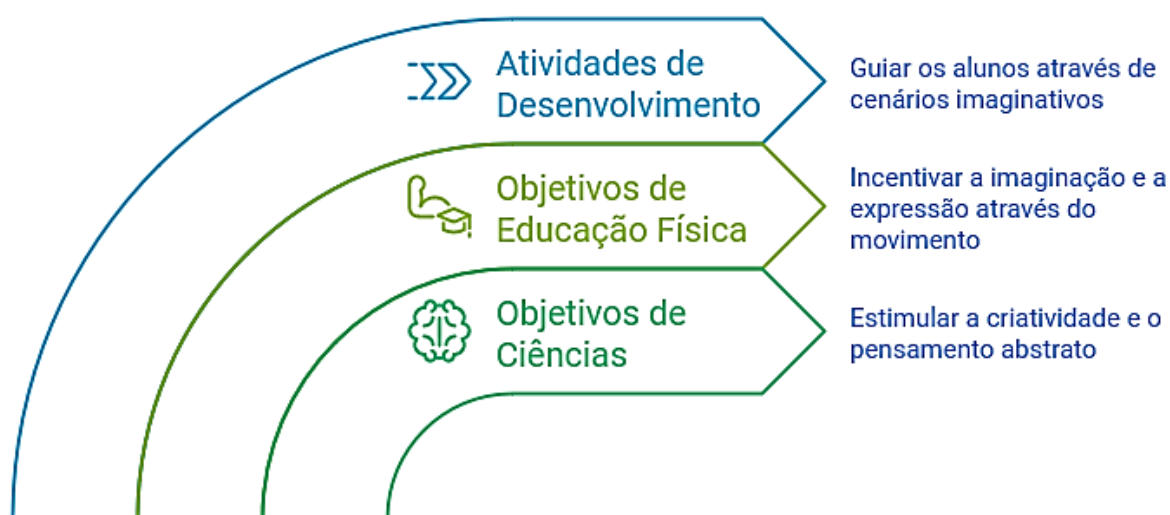 Atividades de
Desenvolvimento
Guiar os alunos através de
cenários imaginativos
Objetivos de
Educação Física
Incentivar a imaginação e a
expressão através do
movimento
Objetivos de
Ciências
Estimular a criatividade e o
pensamento abstrato